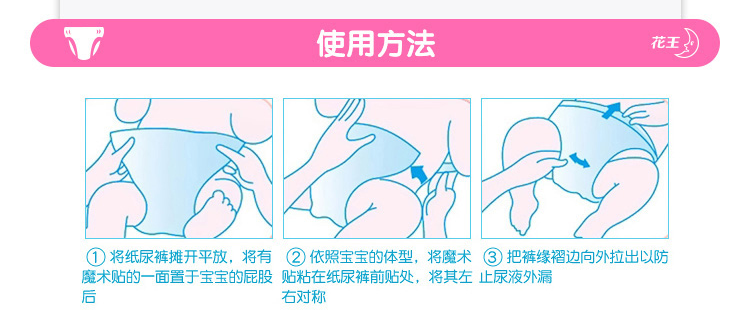 使用方法
花王
① 将纸尿裤摊开平放，将有
魔术贴的一面置于宝宝的屁股
后
② 依照宝宝的体型，将魔术
贴粘在纸尿裤前贴处，将其左
右对称
③ 把裤缘褶边向外拉出以防
止尿液外漏